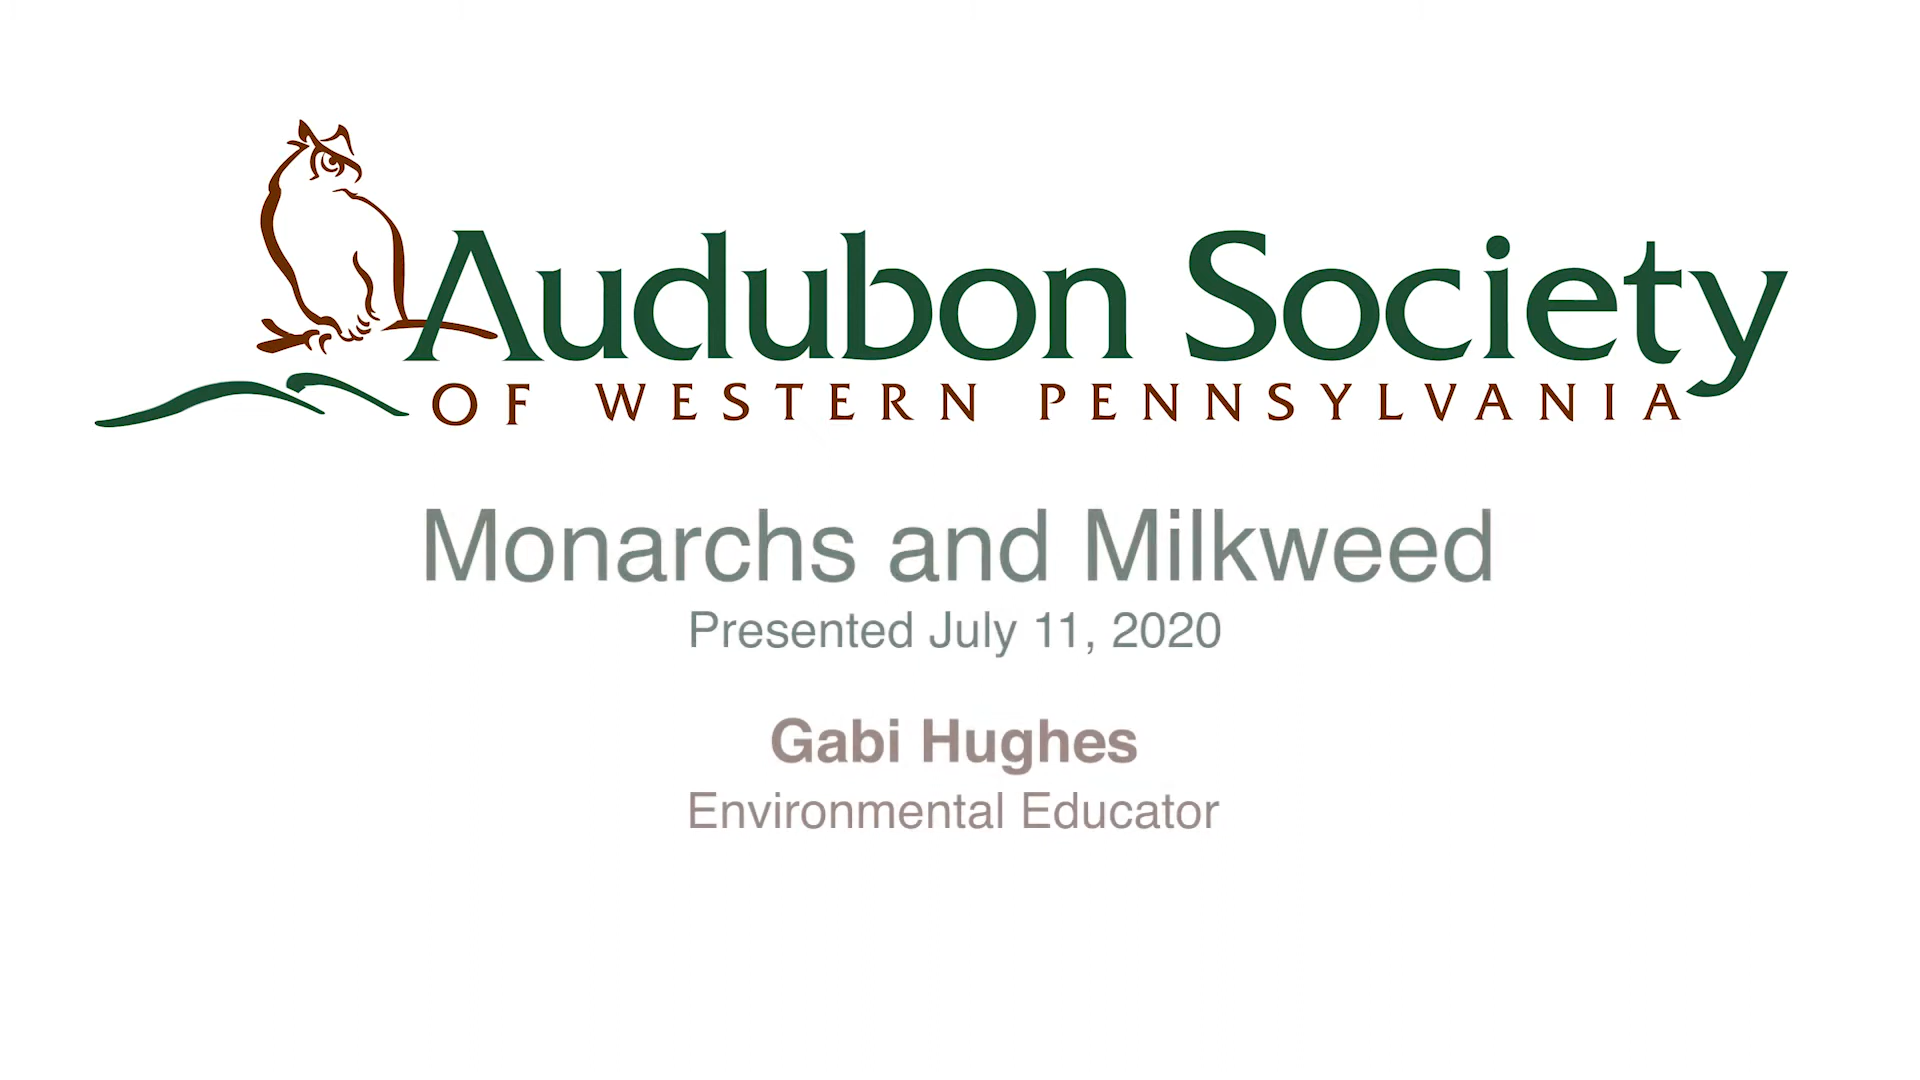 Audubon Society
OF WESTERN PENNSYLVANIA
Monarchs and Milkweed
Presented July 11, 2020
Gabi Hughes
Environmental Educator